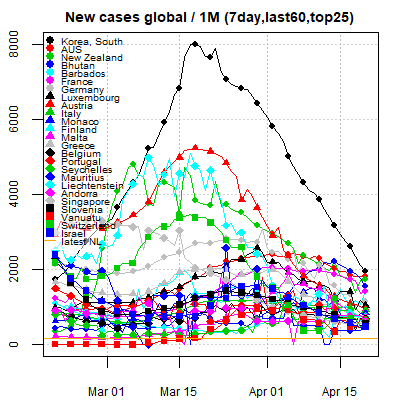 New cases global / 1M (7day,last60,top25)
8000
6000
4000
2000
0
Korea, South
AUS
New Zealand
Bhutan
Barbados
France
Germany
Luxembourg
Austria
Italy
Monaco
Finland
Malta
Greece
Belgium
Portugal
Seychelles
Mauritius
Liechtenstein
Andorra
Singapore
Slovenia
Vanuatu
Switzerland
Israel
latest NL
Mar 01
Mar 15
Apr 01
Apr 15